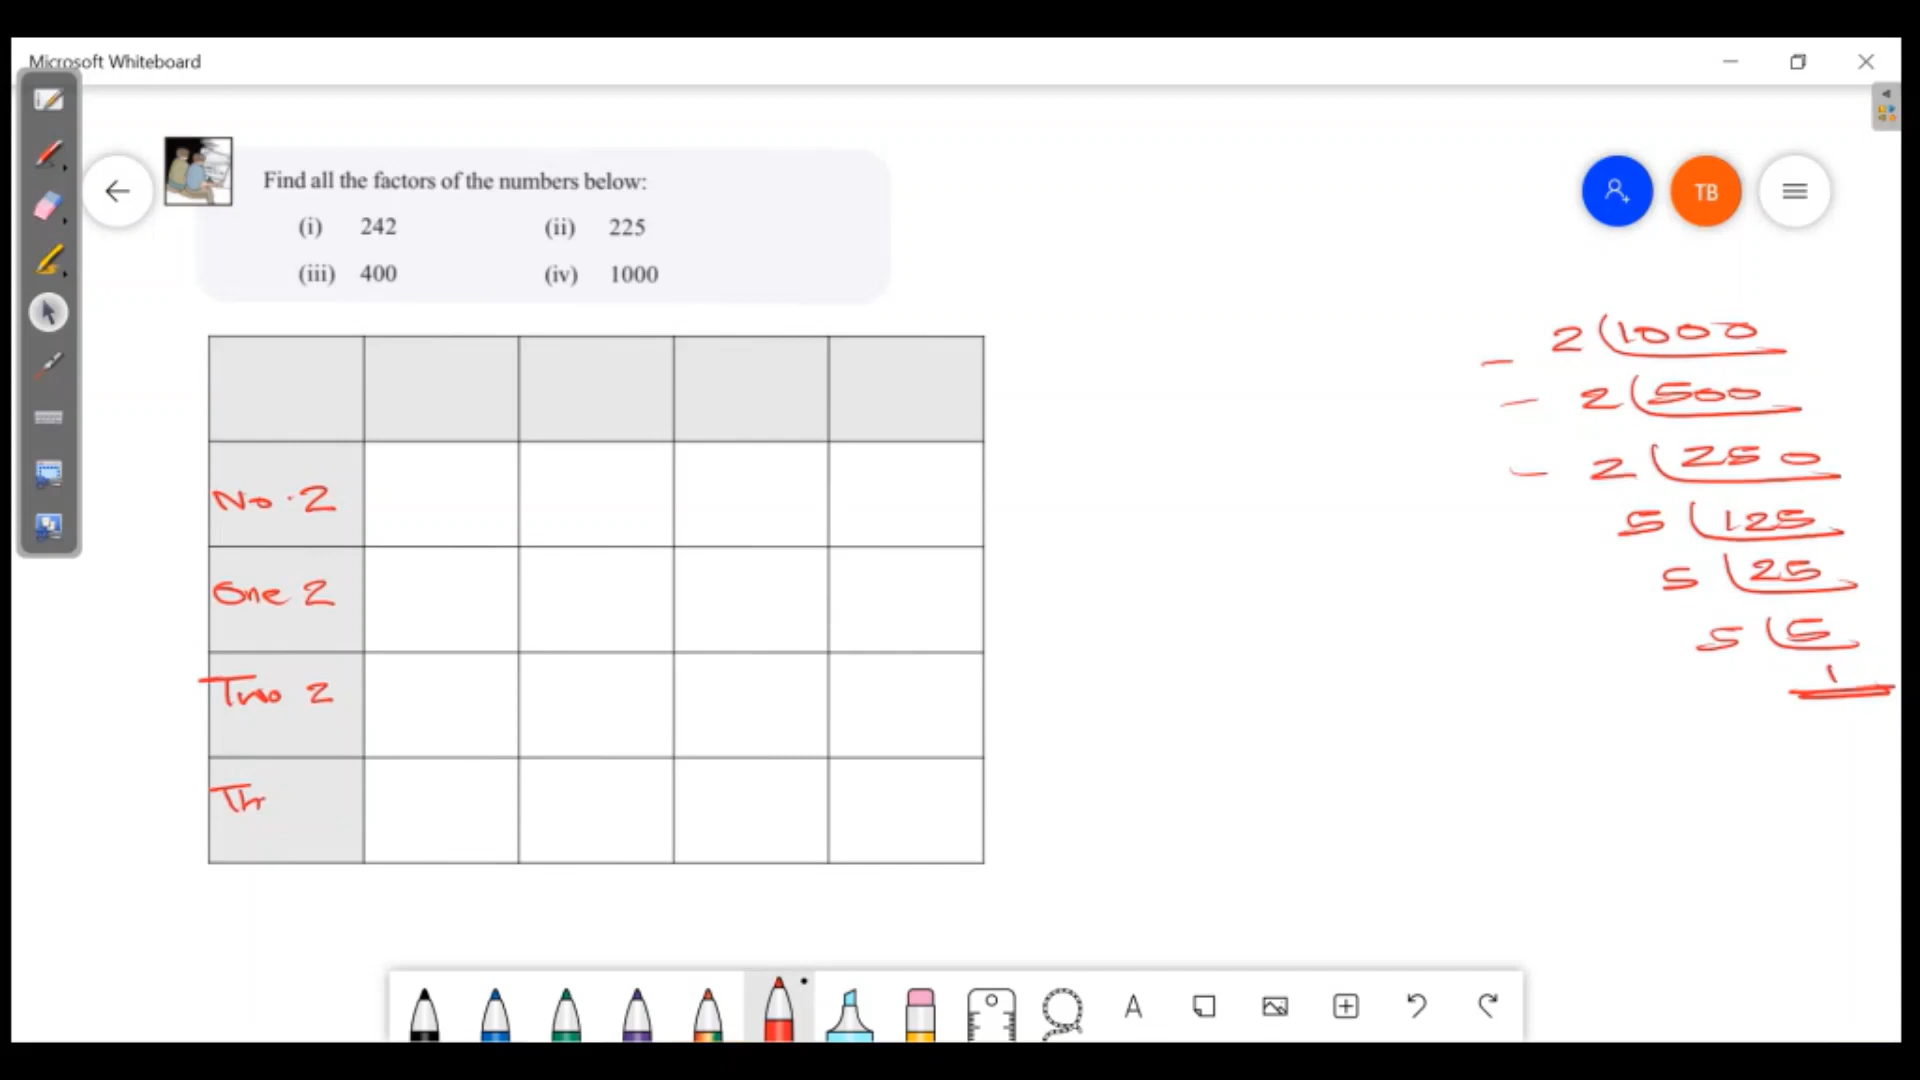 Microsoft Whiteboard
TB
Find all the factors of the numbers below:
(i) 242 (ii) 225
(iii) 400 (iv) 1000
2 1000
2 500
2 250
5 125
5 25
5 5
1
No. 2
One 2
Two 2
Th
A